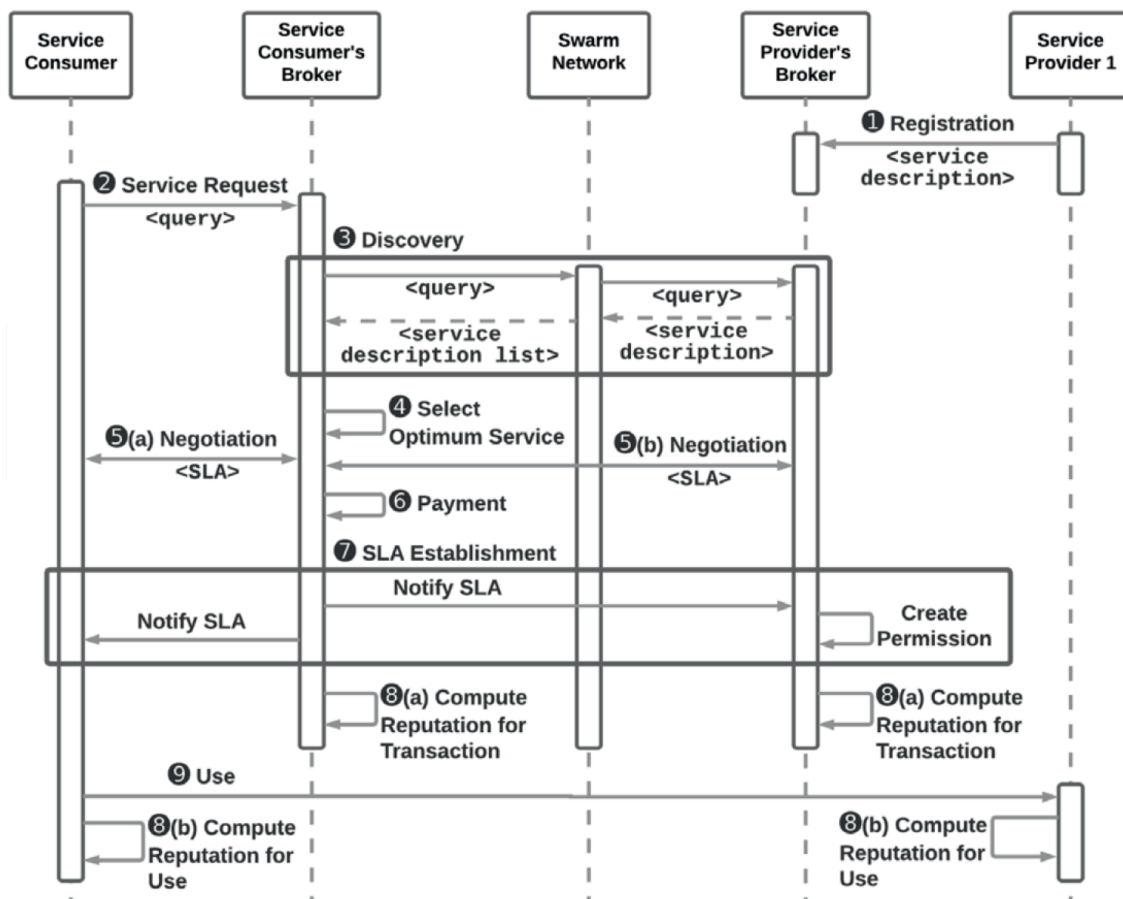 Service
Consumer
Service
Consumer's
Broker
Swarm
Network
Service
Provider's
Broker
Service
Provider 1
❶ Registration
<service
description>
❷ Service Request
<query>
❸ Discovery
<query>
<query>
<service
description list>
<service
description>
❹ Select
Optimum Service
❺(a) Negotiation
<SLA>
❺(b) Negotiation
<SLA>
❻ Payment
❼ SLA Establishment
Notify SLA
Notify SLA
Create
Permission
❽(a) Compute
Reputation for
Transaction
❽(a) Compute
Reputation for
Transaction
❾ Use
❽(b) Compute
Reputation for
Use
❽(b) Compute
Reputation for
Use